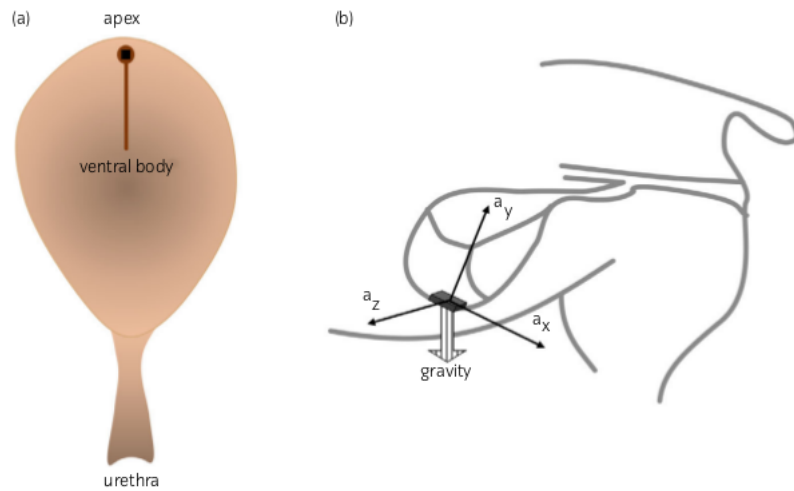 (a)
apex
ventral body
urethra
(b)
a_y
a_z
a_x
gravity